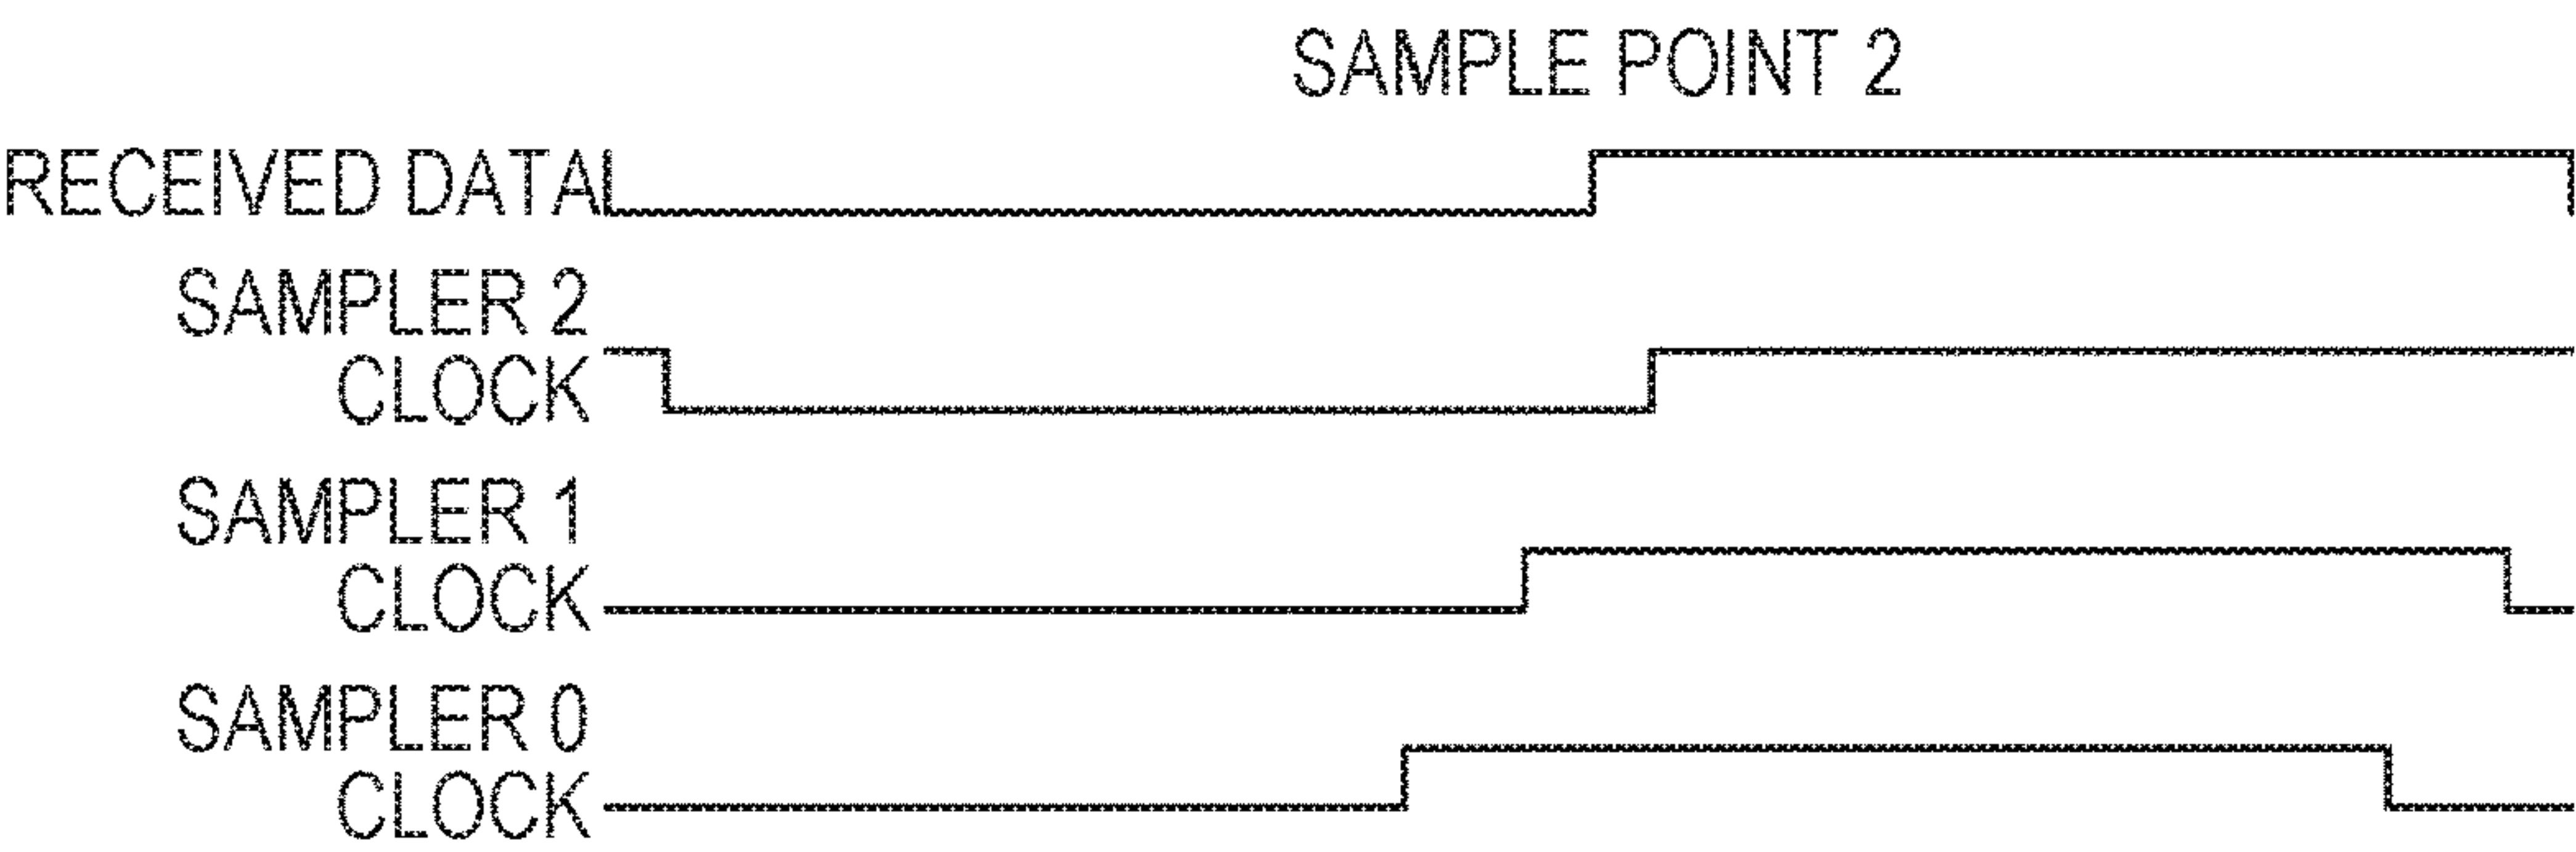 SAMPLE POINT 2
RECEIVED DATA
SAMPLER 2
CLOCK
SAMPLER 1
CLOCK
SAMPLER 0
CLOCK